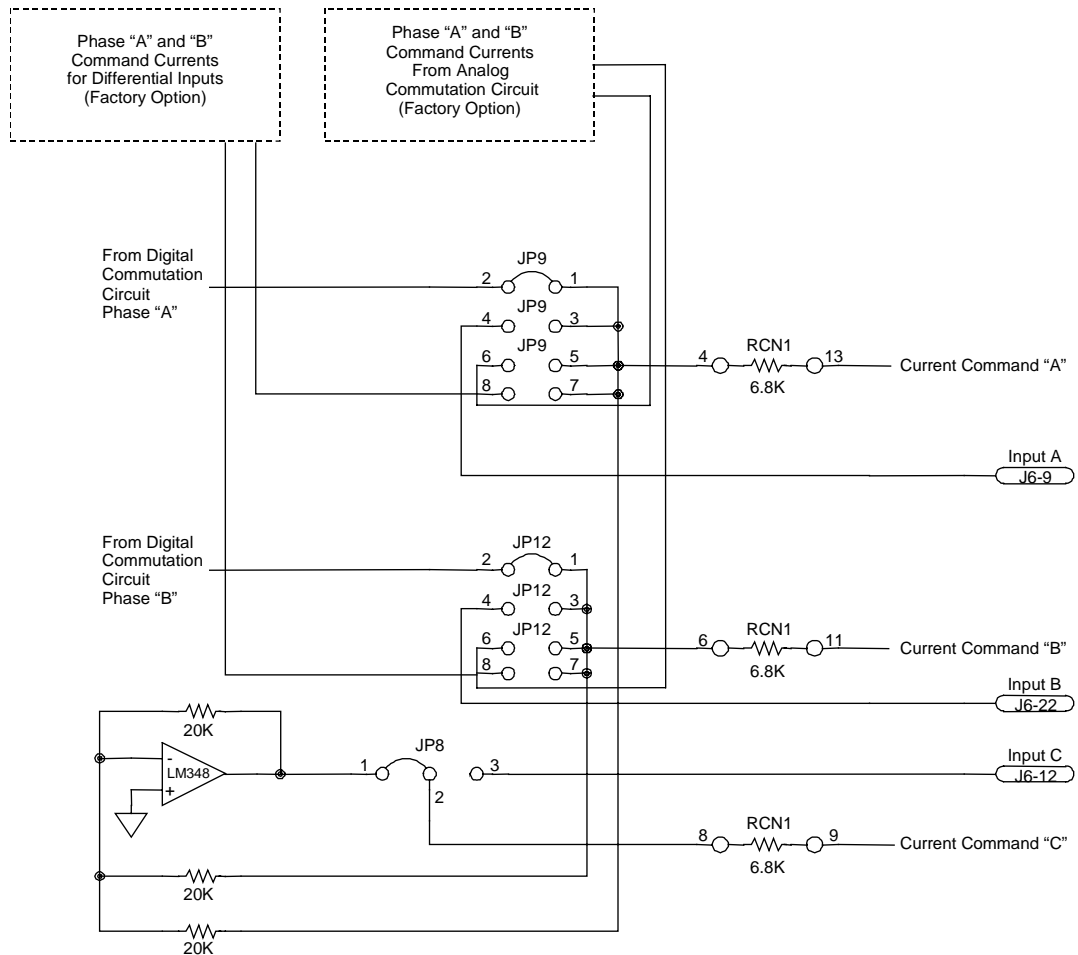 Phase “A” and “B”
Command Currents
for Differential Inputs
(Factory Option)
Phase “A” and “B”
Command Currents
From Analog
Commutation Circuit
(Factory Option)
From Digital
Commutation
Circuit
Phase “A”
JP9
2 1
JP9
4 3
JP9
6 5
8 7
4 RCN1 13
6.8K
Current Command “A”
Input A
J6-9
From Digital
Commutation
Circuit
Phase “B”
JP12
2 1
JP12
4 3
JP12
6 5
8 7
6 RCN1 11
6.8K
Current Command “B”
Input B
J6-22
20K
LM348
-
+
JP8
1 2 3
Input C
J6-12
8 RCN1 9
6.8K
Current Command “C”
20K
20K